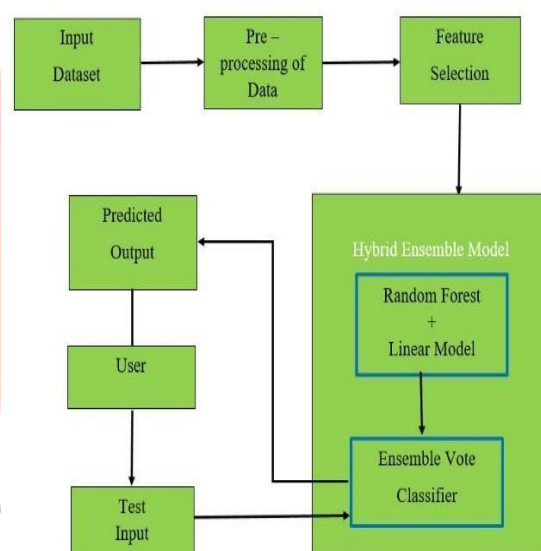 Input
Dataset
Pre –
processing of
Data
Feature
Selection
Hybrid Ensemble Model
Random Forest
+
Linear Model
Ensemble Vote
Classifier
Predicted
Output
User
Test
Input